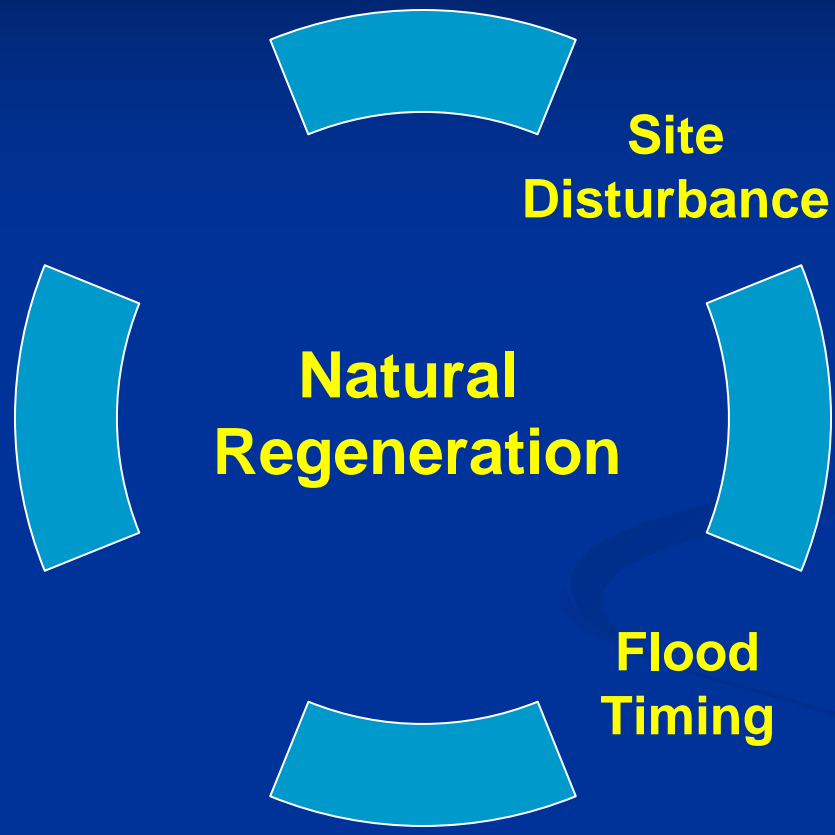 Site
Disturbance
Natural
Regeneration
Flood
Timing